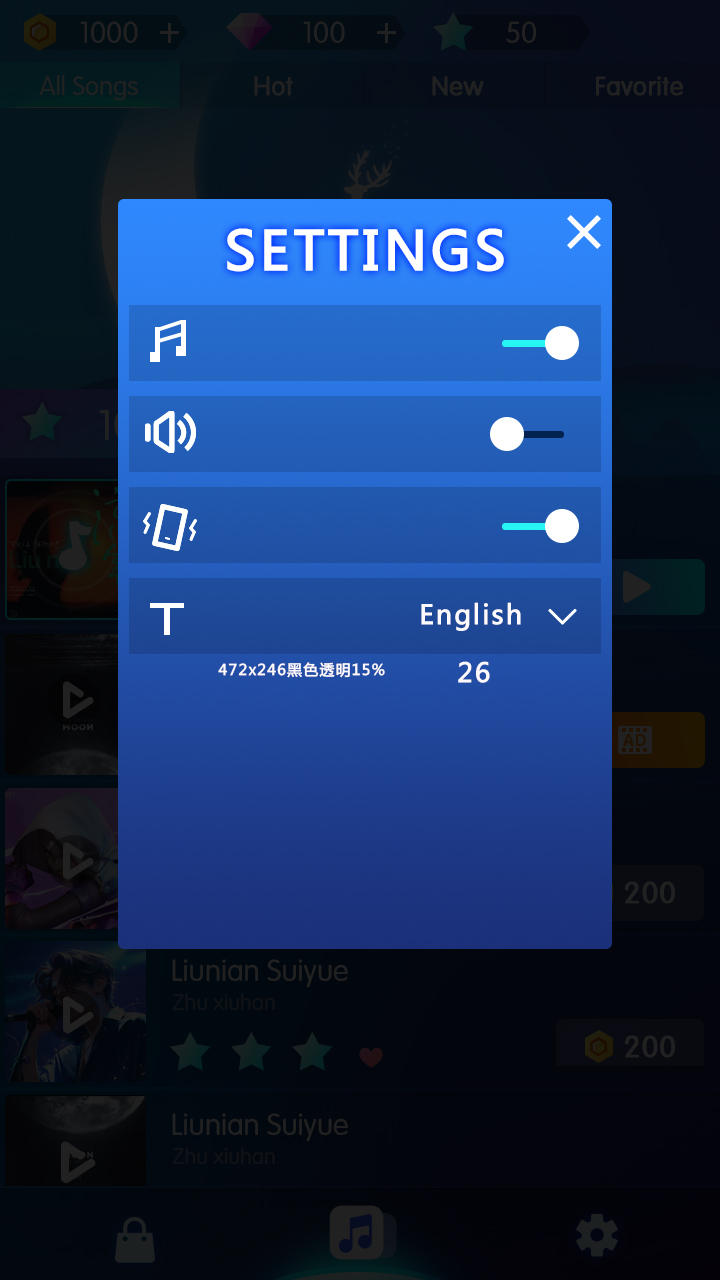 1000 + 100 + 50
All Songs Hot New Favorite
SETTINGS
English
472x246黑色透明15% 26
MOON
AD
200
Liunian Suiyue
Zhu xiuhan
200
Liunian Suiyue
Zhu xiuhan